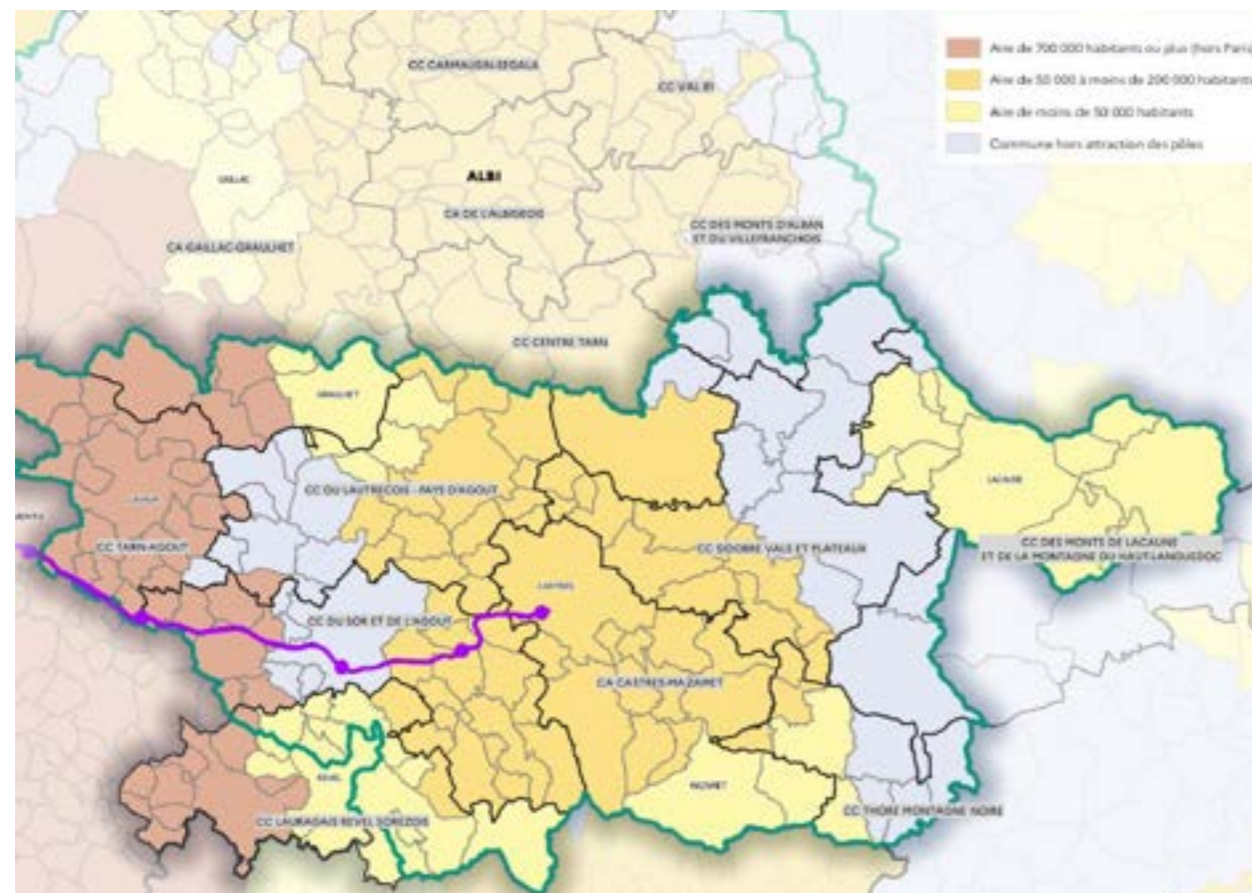 Aire de 700 000 habitants ou plus (hors Paris
Aire de 50 000 à moins de 200 000 habitants
Aire de moins de 50 000 habitants
Commune hors attraction des pôles
CC CARMAUSIN-SEGALA
CC VAL 81
GAILLAC
ALBI
CA DE L'ALBIGEOIS
CA GAILLAC-GRAULHET
CC DES MONTS D'ALBAN
ET DU VILLEFRANCHOIS
CC CENTRE TARN
GRAULHET
LAVAUR
CC DU LAUTRECOIS - PAYS D'AGOUT
LACAUNE
CC TARN-AGOUT
CC SIDOBRE VALS ET PLATEAUX
CC DES MONTS DE LACAUNE
ET DE LA MONTAGNE DU HAUT-LANGUEDOC
CASTRES
CC DU SOR ET DE L'AGOUT
CA CASTRES-MAZAMET
REVEL
MAZAMET
CC LAURAGAIS REVEL SOREZOIS
CC THORE MONTAGNE NOIRE